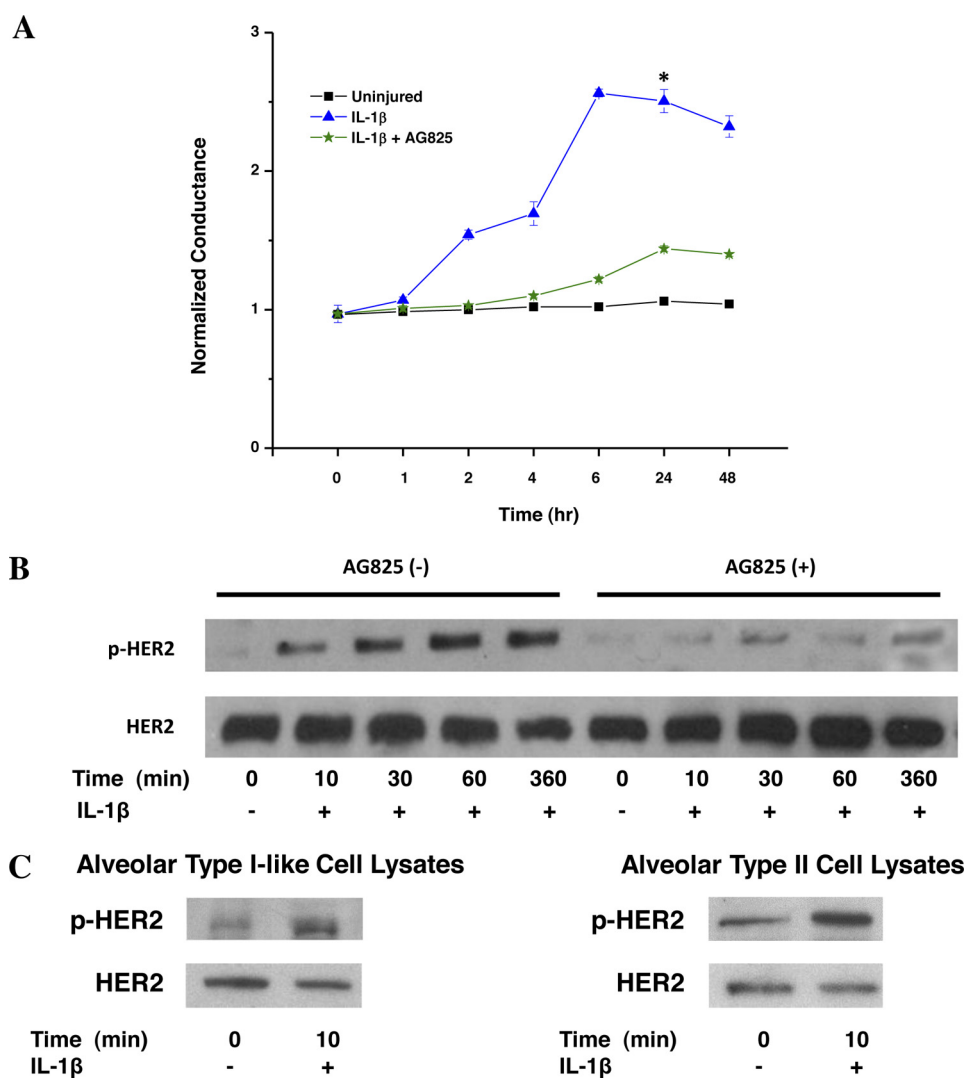 A
3
2
1
0
Normalized Conductance
Uninjured
IL-1β
IL-1β + AG825
*
0 1 2 4 6 24 48
Time (hr)
B
AG825 (-) AG825 (+)
p-HER2
HER2
Time (min) 0 10 30 60 360 0 10 30 60 360
IL-1β - + + + + - + + + +
C
Alveolar Type I-like Cell Lysates Alveolar Type II Cell Lysates
p-HER2 p-HER2
HER2 HER2
Time (min) 0 10 Time (min) 0 10
IL-1β - + IL-1β - +